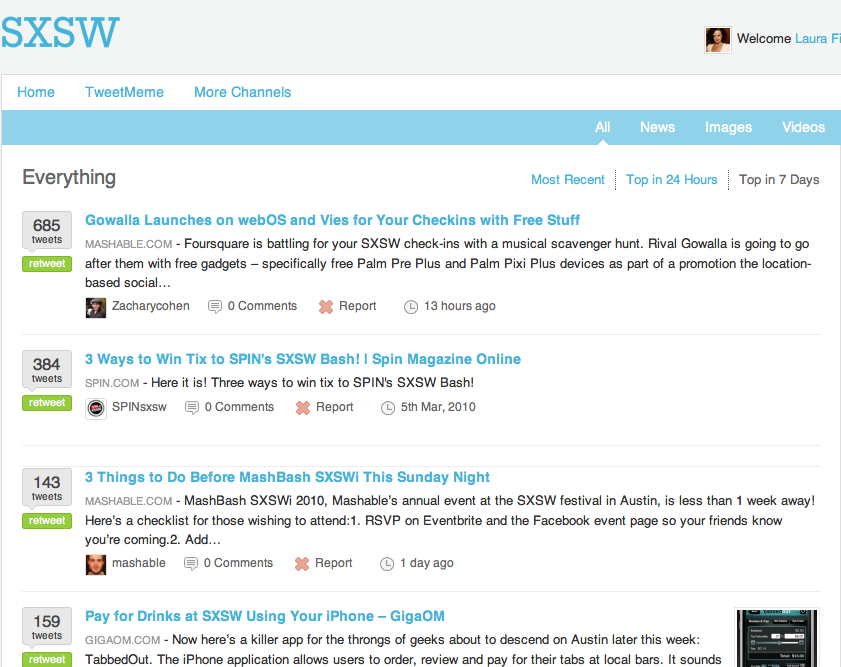 SXSW
Welcome Laura Fi
Home TweetMeme More Channels
All News Images Videos
Everything
Most Recent Top in 24 Hours Top in 7 Days
685
tweets
retweet
Gowalla Launches on webOS and Vies for Your Checkins with Free Stuff
MASHABLE.COM - Foursquare is battling for your SXSW check-ins with a musical scavenger hunt. Rival Gowalla is going to go
after them with free gadgets – specifically free Palm Pre Plus and Palm Pixi Plus devices as part of a promotion the location-
based social…
Zacharycohen 0 Comments Report 13 hours ago
384
tweets
retweet
3 Ways to Win Tix to SPIN's SXSW Bash! | Spin Magazine Online
SPIN.COM - Here it is! Three ways to win tix to SPIN's SXSW Bash!
SPINsxsw 0 Comments Report 5th Mar, 2010
143
tweets
retweet
3 Things to Do Before MashBash SXSWi This Sunday Night
MASHABLE.COM - MashBash SXSWi 2010, Mashable's annual event at the SXSW festival in Austin, is less than 1 week away!
Here's a checklist for those wishing to attend:1. RSVP on Eventbrite and the Facebook event page so your friends know
you're coming.2. Add…
mashable 0 Comments Report 1 day ago
159
tweets
retweet
Pay for Drinks at SXSW Using Your iPhone – GigaOM
GIGAOM.COM - Now here's a killer app for the throngs of geeks about to descend on Austin later this week:
TabbedOut. The iPhone application allows users to order, review and pay for their tabs at local bars. It sounds